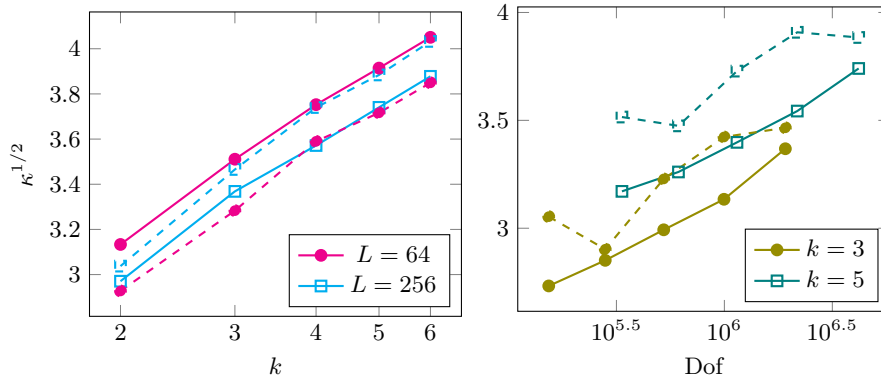 4
3.8
3.6
3.4
3.2
3
κ^{1/2}
2 3 4 5 6
k
L = 64
L = 256
4
3.5
3
10^{5.5} 10^{6} 10^{6.5}
Dof
k = 3
k = 5